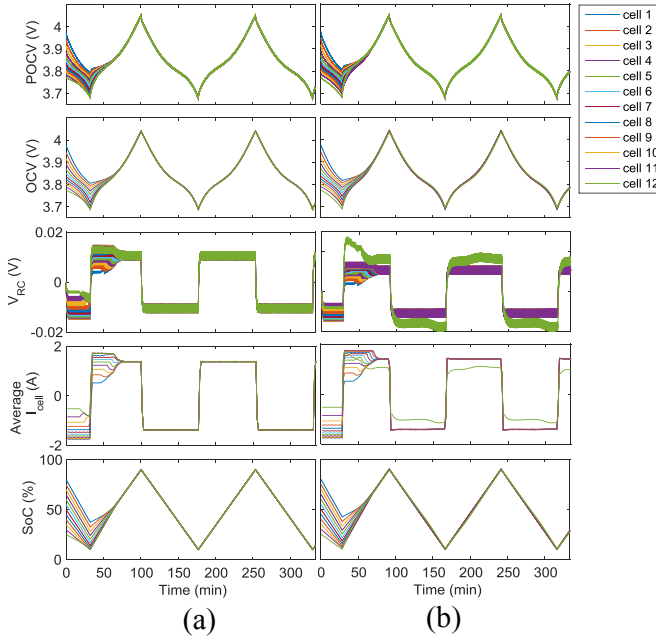 POCV (V)
4
3.9
3.8
3.7
OCV (V)
4
3.9
3.8
3.7
V_RC (V)
0.02
0
-0.02
Average
I_cell (A)
2
0
-2
SoC (%)
100
50
0
0 50 100 150 200 250 300
0 50 100 150 200 250 300
Time (min)
Time (min)
(a)
(b)
cell 1
cell 2
cell 3
cell 4
cell 5
cell 6
cell 7
cell 8
cell 9
cell 10
cell 11
cell 12